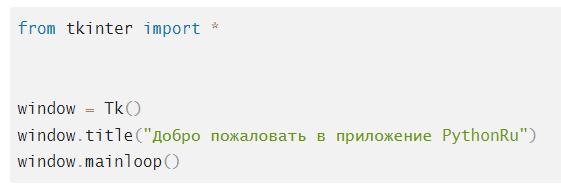 from tkinter import *
window = Tk()
window.title("Добро пожаловать в приложение PythonRu")
window.mainloop()